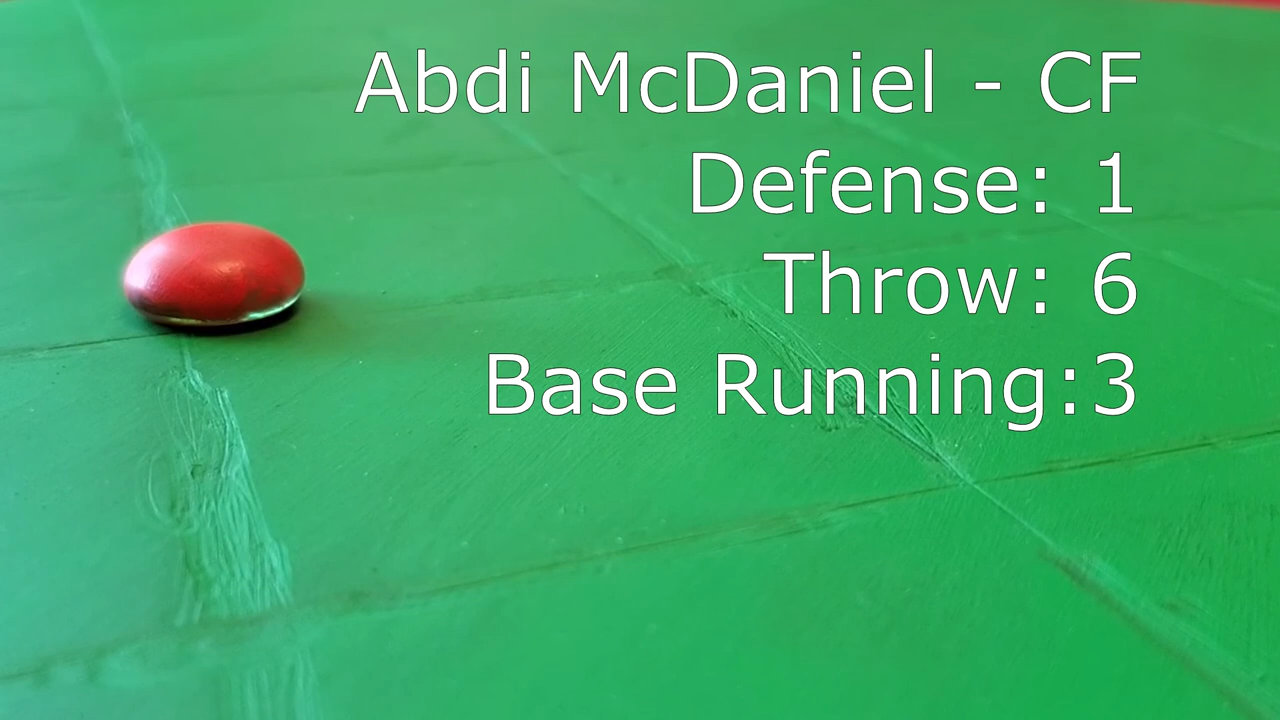 Abdi McDaniel - CF
Defense: 1
Throw: 6
Base Running:3